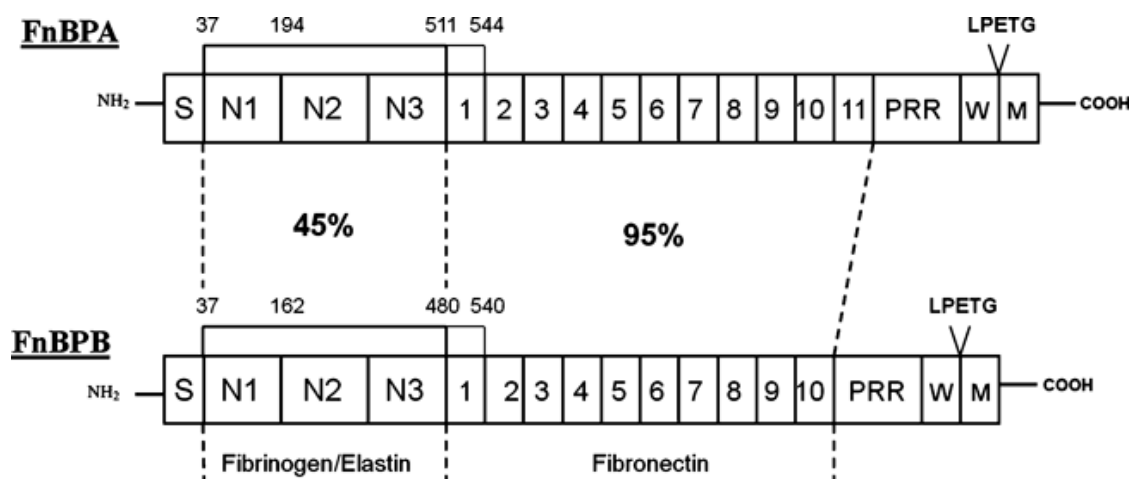 37 194 511 544 LPETG
FnBPA
NH₂ S N1 N2 N3 1 2 3 4 5 6 7 8 9 10 11 PRR W M COOH
45% 95%
37 162 480 540 LPETG
FnBPB
NH₂ S N1 N2 N3 1 2 3 4 5 6 7 8 9 10 PRR W M COOH
Fibrinogen/Elastin Fibronectin